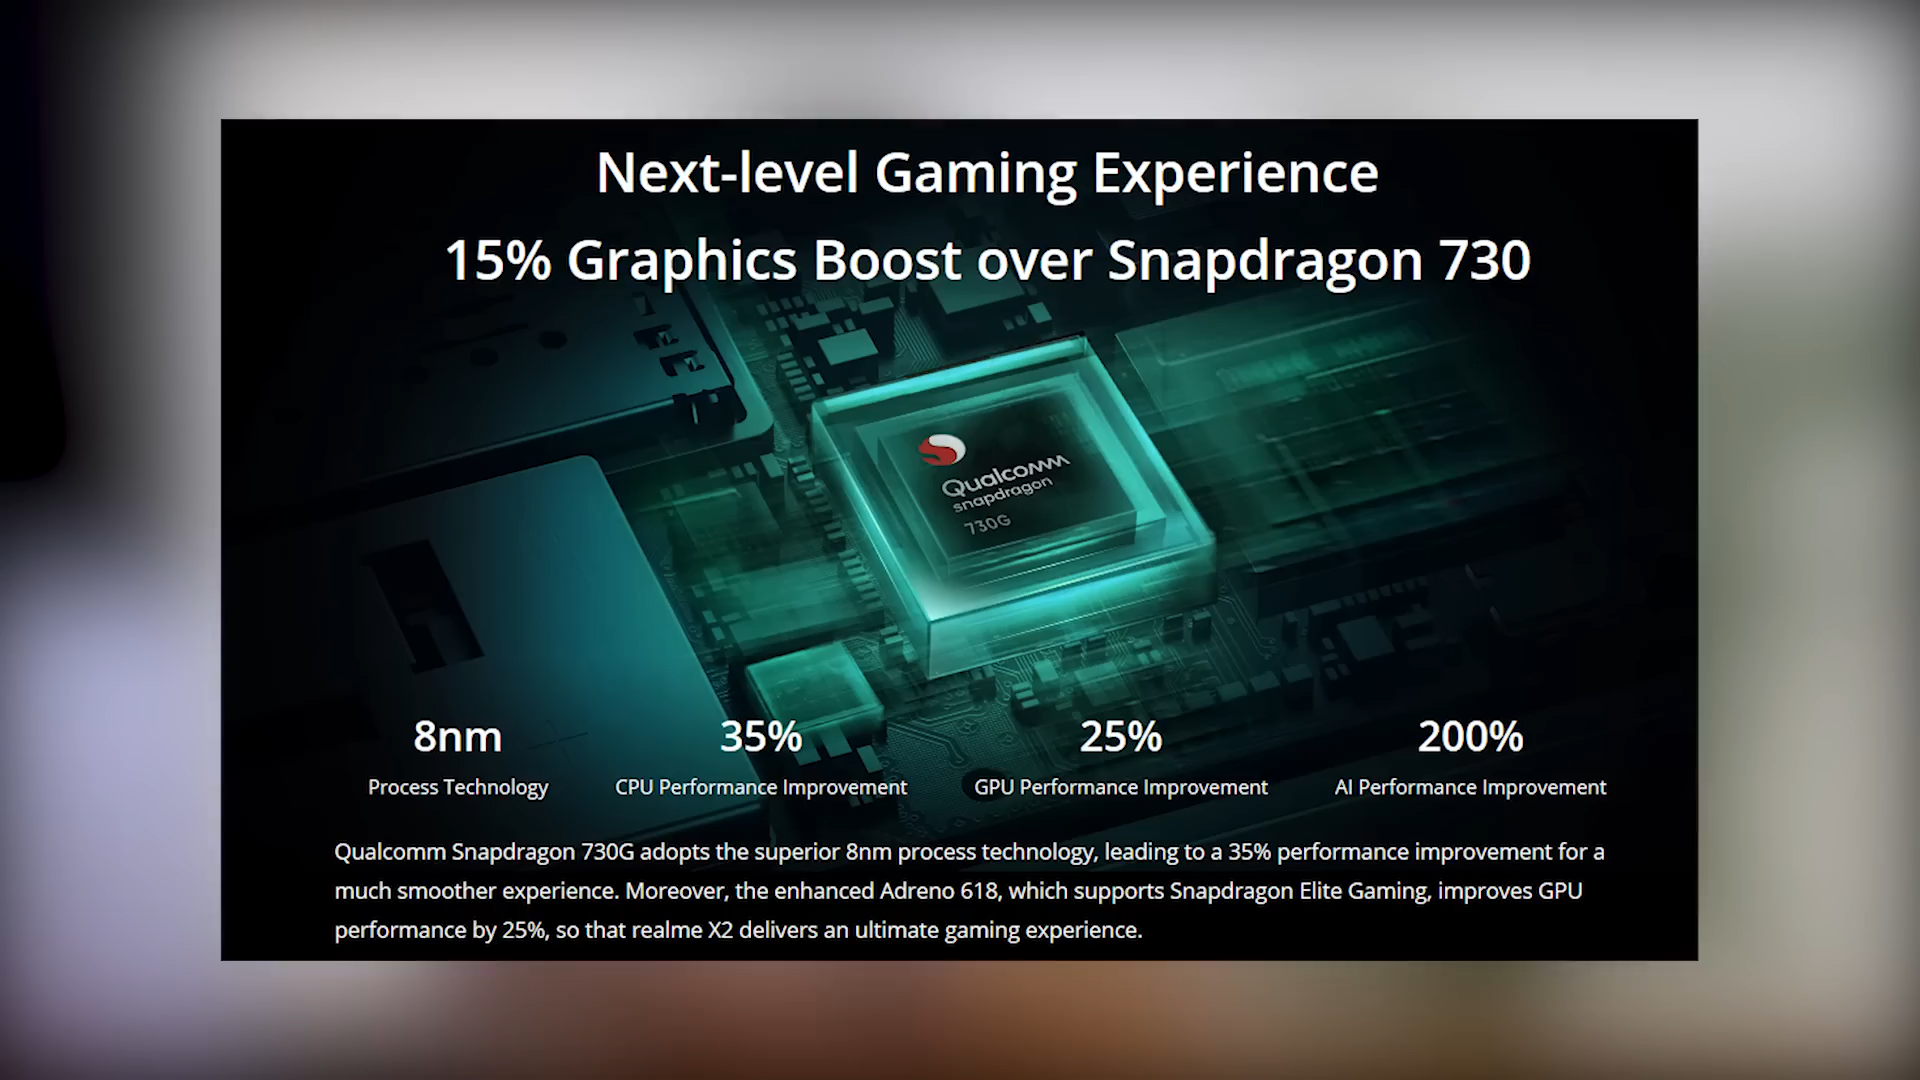 Next-level Gaming Experience
15% Graphics Boost over Snapdragon 730
Qualcomm
snapdragon
730G
8nm
Process Technology
35%
CPU Performance Improvement
25%
GPU Performance Improvement
200%
AI Performance Improvement
Qualcomm Snapdragon 730G adopts the superior 8nm process technology, leading to a 35% performance improvement for a
much smoother experience. Moreover, the enhanced Adreno 618, which supports Snapdragon Elite Gaming, improves GPU
performance by 25%, so that realme X2 delivers an ultimate gaming experience.